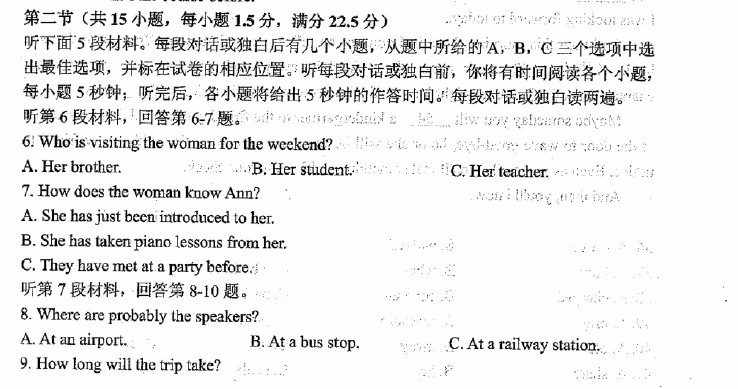 第二节（共 15 小题，每小题 1.5 分，满分 22.5 分）
听下面 5 段材料。每段对话或独白后有几个小题，从题中所给的 A，B，C 三个选项中选
出最佳选项，并标在试卷的相应位置。听每段对话或独白前，你将有时间阅读各个小题，
每小题 5 秒钟；听完后，各小题将给出 5 秒钟的作答时间。每段对话或独白读两遍。
听第 6 段材料，回答第 6-7 题。
6. Who is visiting the woman for the weekend?
A. Her brother. B. Her student. C. Her teacher.
7. How does the woman know Ann?
A. She has just been introduced to her.
B. She has taken piano lessons from her.
C. They have met at a party before.
听第 7 段材料，回答第 8-10 题。
8. Where are probably the speakers?
A. At an airport. B. At a bus stop. C. At a railway station.
9. How long will the trip take?